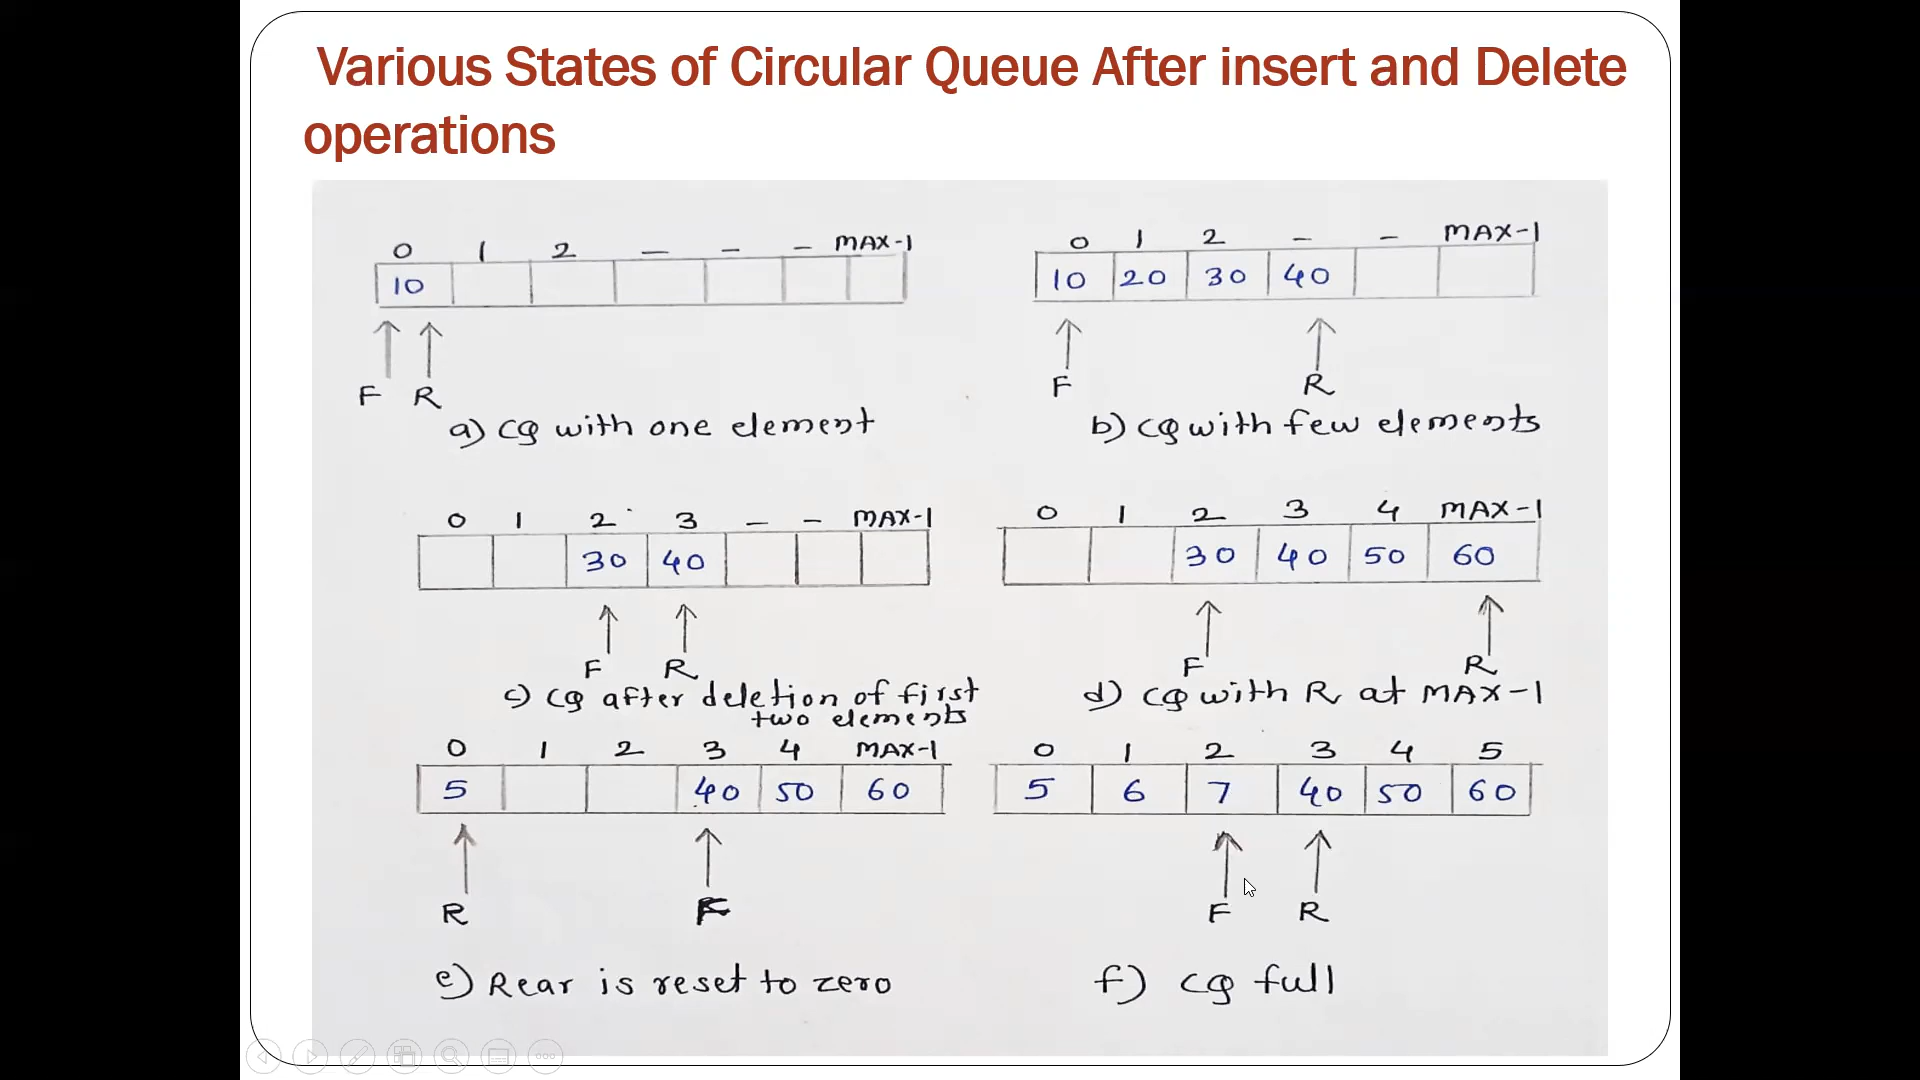 Various States of Circular Queue After insert and Delete
operations
0 1 2 — — — MAX-1
10
F R
a) CQ with one element
0 1 2 — — MAX-1
10 20 30 40
F R
b) CQ with few elements
0 1 2 3 — — MAX-1
30 40
F R
c) CQ after deletion of first
two elements
0 1 2 3 4 MAX-1
30 40 50 60
F R
d) CQ with R at MAX-1
0 1 2 3 4 MAX-1
5 40 50 60
R F
e) Rear is reset to zero
0 1 2 3 4 5
5 6 7 40 50 60
F R
f) CQ full